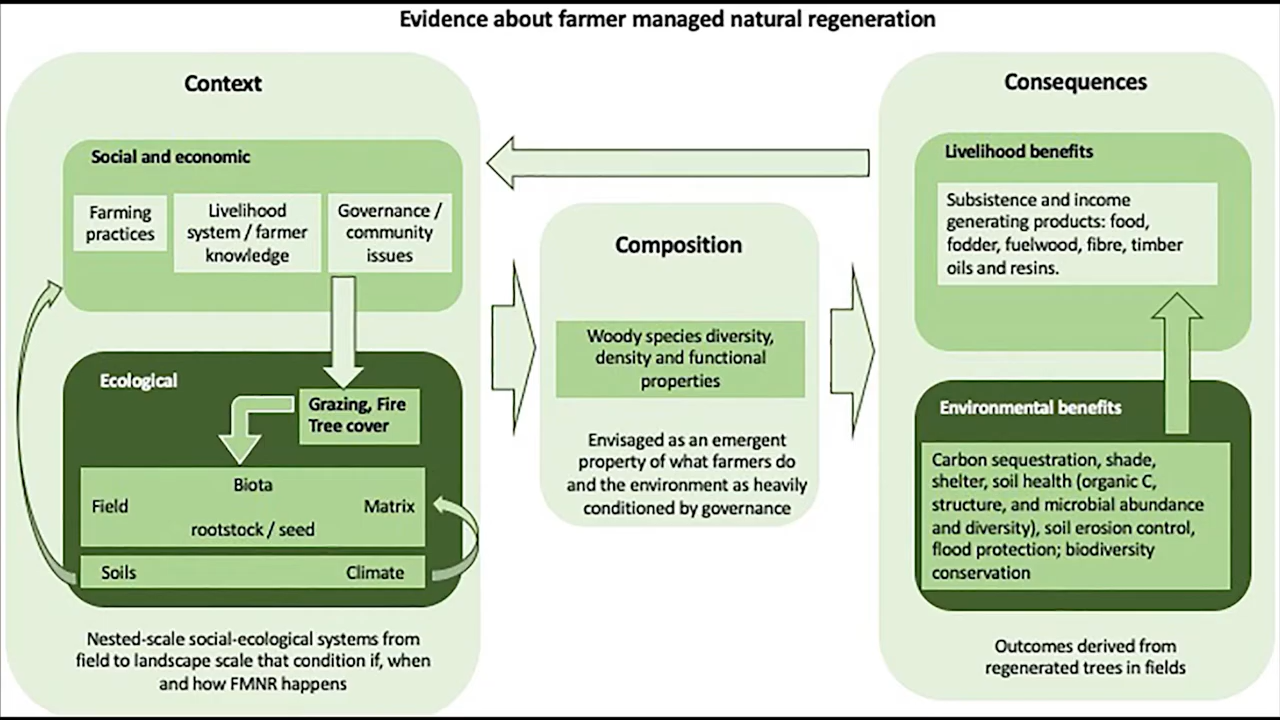 Evidence about farmer managed natural regeneration
Context
Social and economic
Farming
practices
Livelihood
system / farmer
knowledge
Governance /
community
issues
Ecological
Grazing, Fire
Tree cover
Biota
Field
Matrix
rootstock / seed
Soils
Climate
Nested-scale social-ecological systems from
field to landscape scale that condition if, when
and how FMNR happens
Composition
Woody species diversity,
density and functional
properties
Envisaged as an emergent
property of what farmers do
and the environment as heavily
conditioned by governance
Consequences
Livelihood benefits
Subsistence and income
generating products: food,
fodder, fuelwood, fibre, timber
oils and resins.
Environmental benefits
Carbon sequestration, shade,
shelter, soil health (organic C,
structure, and microbial abundance
and diversity), soil erosion control,
flood protection; biodiversity
conservation
Outcomes derived from
regenerated trees in fields